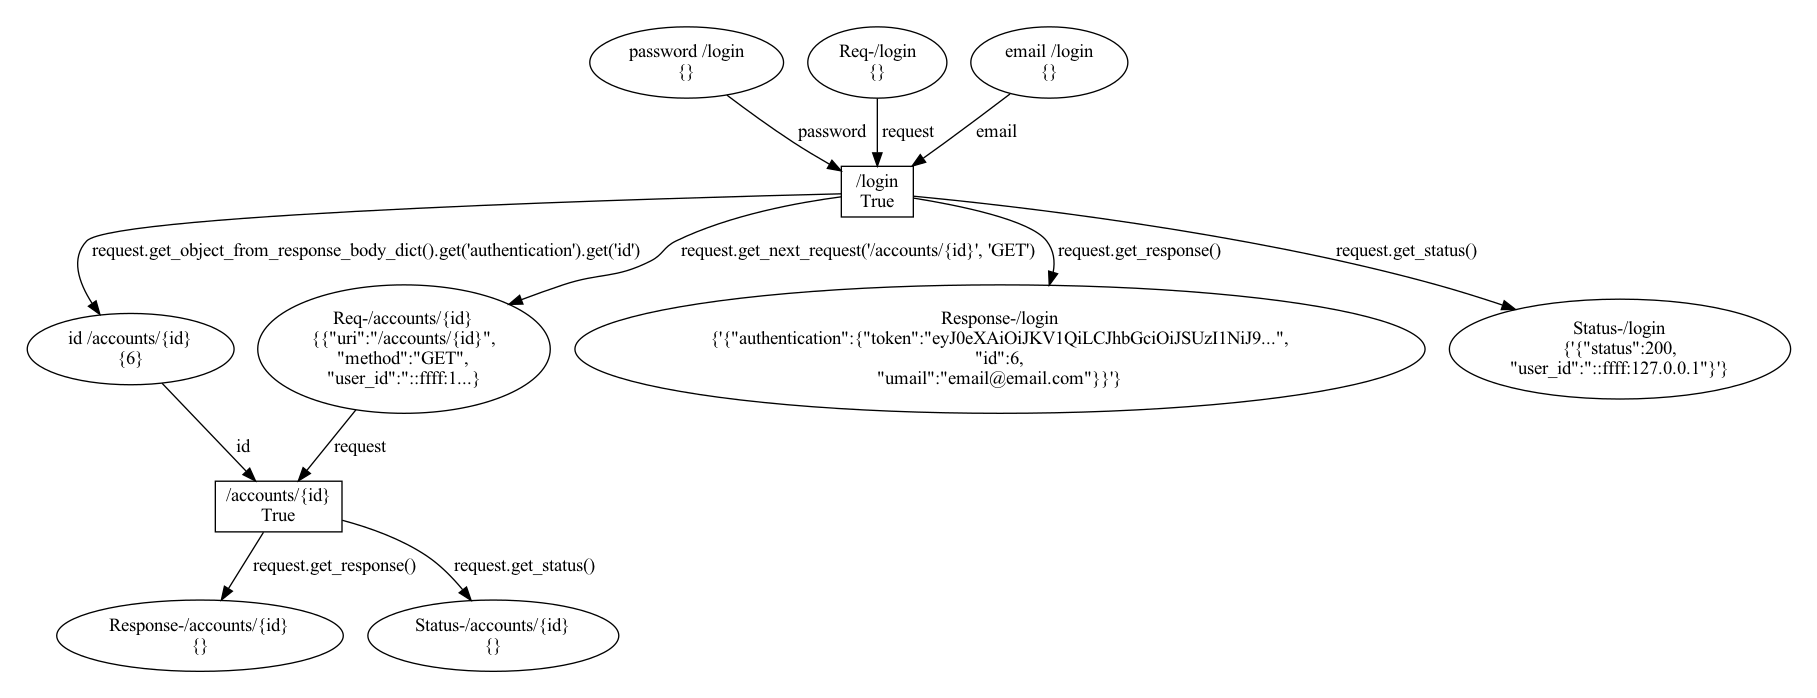 password /login
{}
Req-/login
{}
email /login
{}
password
request
email
/login
True
request.get_object_from_response_body_dict().get('authentication').get('id')
request.get_next_request('/accounts/{id}', 'GET')
request.get_response()
request.get_status()
id /accounts/{id}
{6}
Req-/accounts/{id}
{{"uri":"/accounts/{id}",
"method":"GET",
"user_id":"::ffff:1...}
Response-/login
{'{"authentication":{"token":"eyJ0eXAiOiJKV1QiLCJhbGciOiJSUzI1NiJ9...",
"id":6,
"umail":"email@email.com"}}'}
Status-/login
{'{"status":200,
"user_id":"::ffff:127.0.0.1"}'}
id
request
/accounts/{id}
True
request.get_response()
request.get_status()
Response-/accounts/{id}
{}
Status-/accounts/{id}
{}